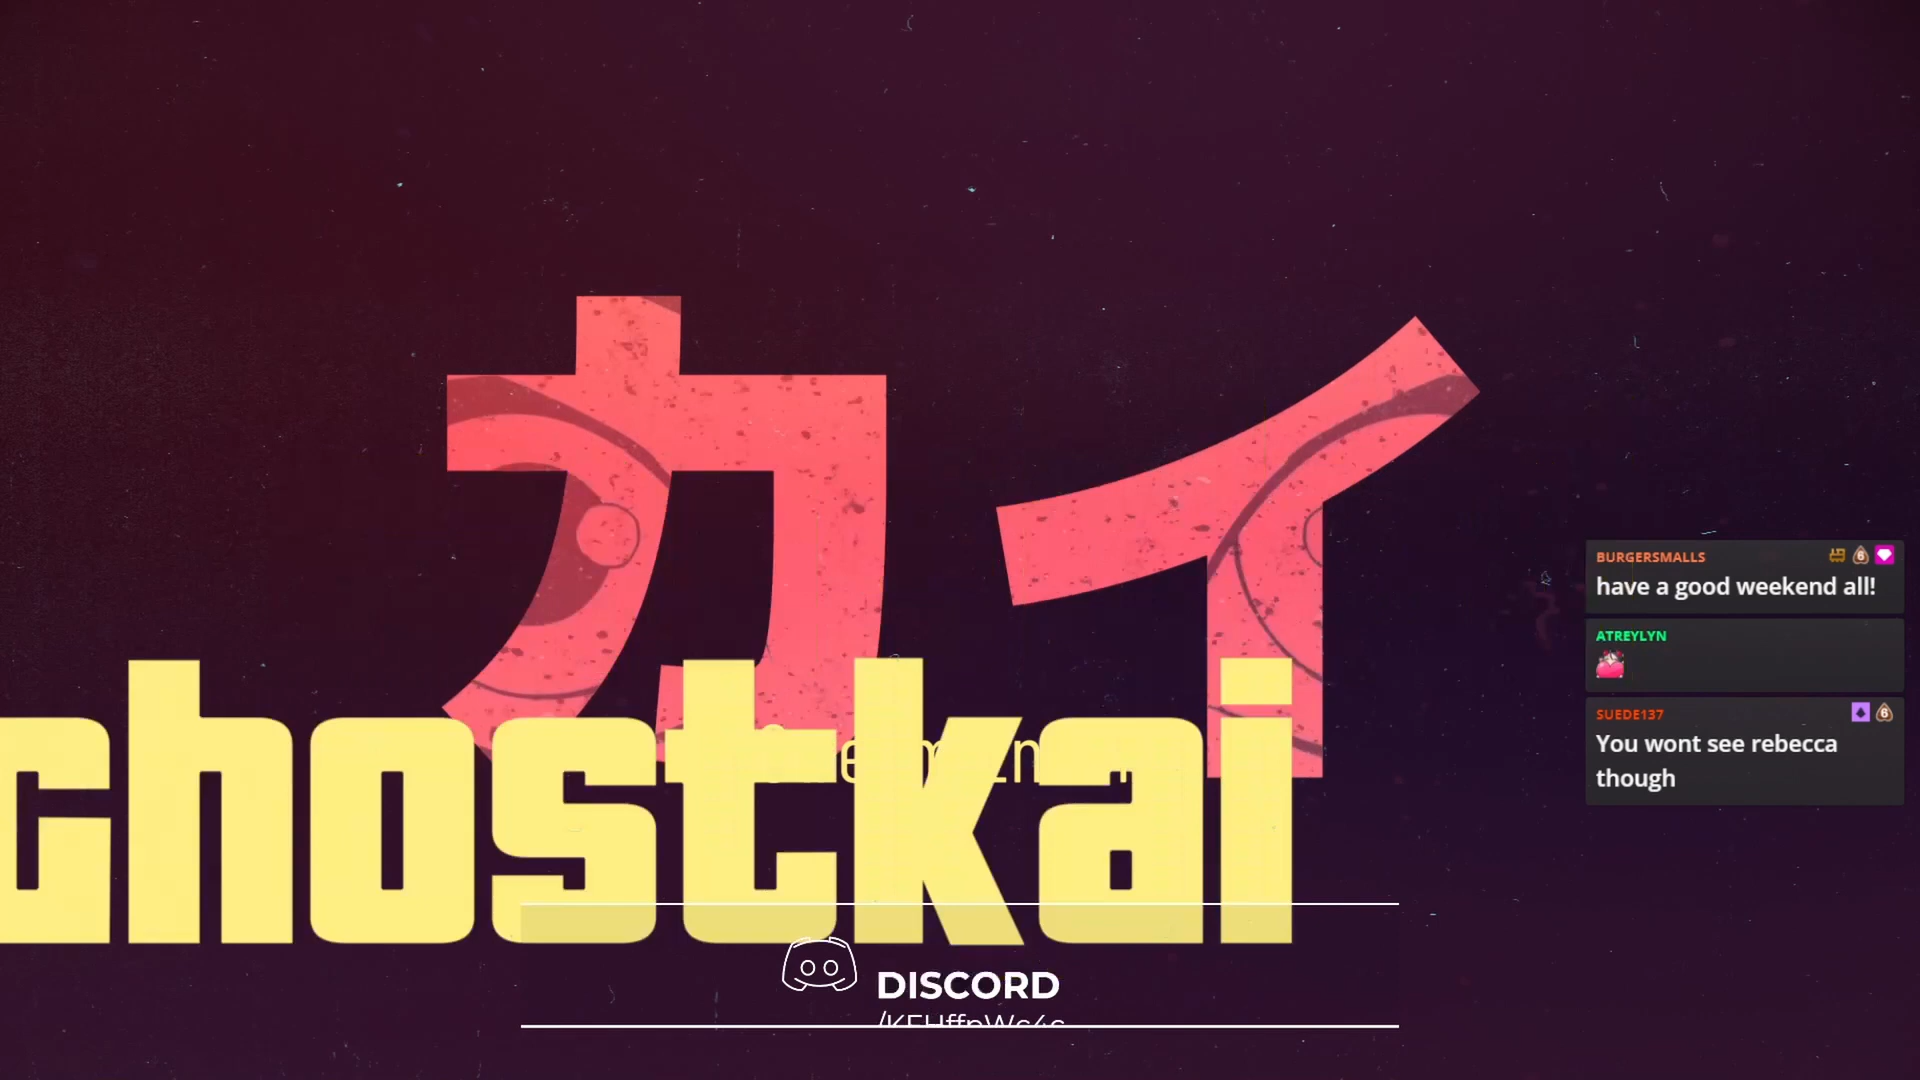 カイ
Ghostkai
DISCORD
BURGERSMALLS
have a good weekend all!
ATREYLYN
SUEDE137
You wont see rebecca
though